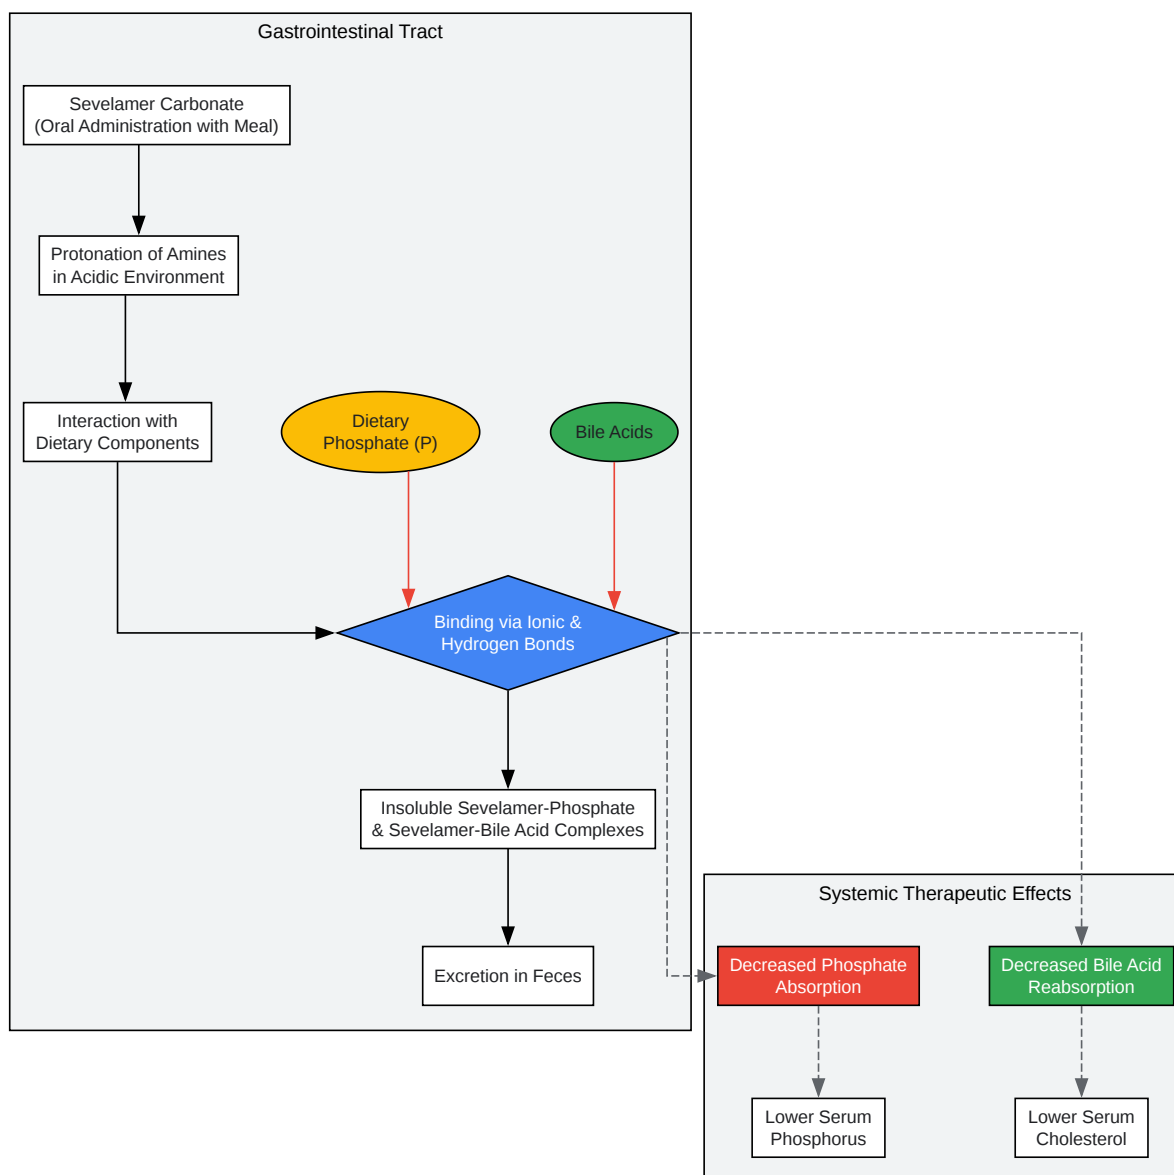 Gastrointestinal Tract
Sevelamer Carbonate
(Oral Administration with Meal)
Protonation of Amines
in Acidic Environment
Interaction with
Dietary Components
Dietary
Phosphate (P)
Bile Acids
Binding via Ionic &
Hydrogen Bonds
Insoluble Sevelamer-Phosphate
& Sevelamer-Bile Acid Complexes
Excretion in Feces
Systemic Therapeutic Effects
Decreased Phosphate
Absorption
Decreased Bile Acid
Reabsorption
Lower Serum
Phosphorus
Lower Serum
Cholesterol